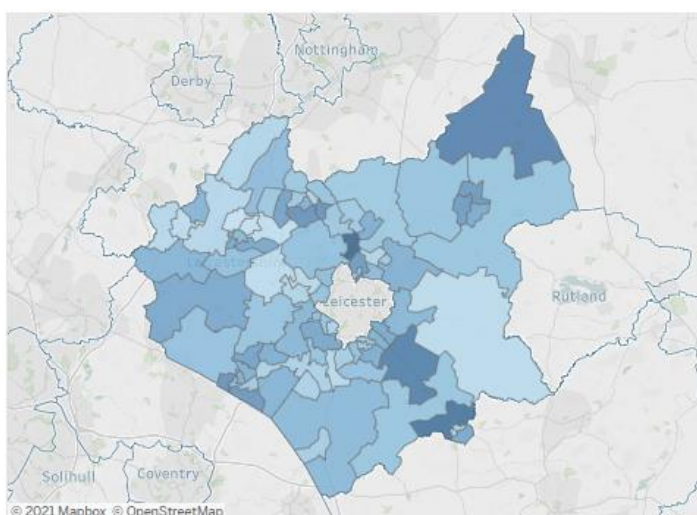 Nottingham
Derby
Leicester
Rutland
Solihull
Coventry
© 2021 Mapbox © OpenStreetMap